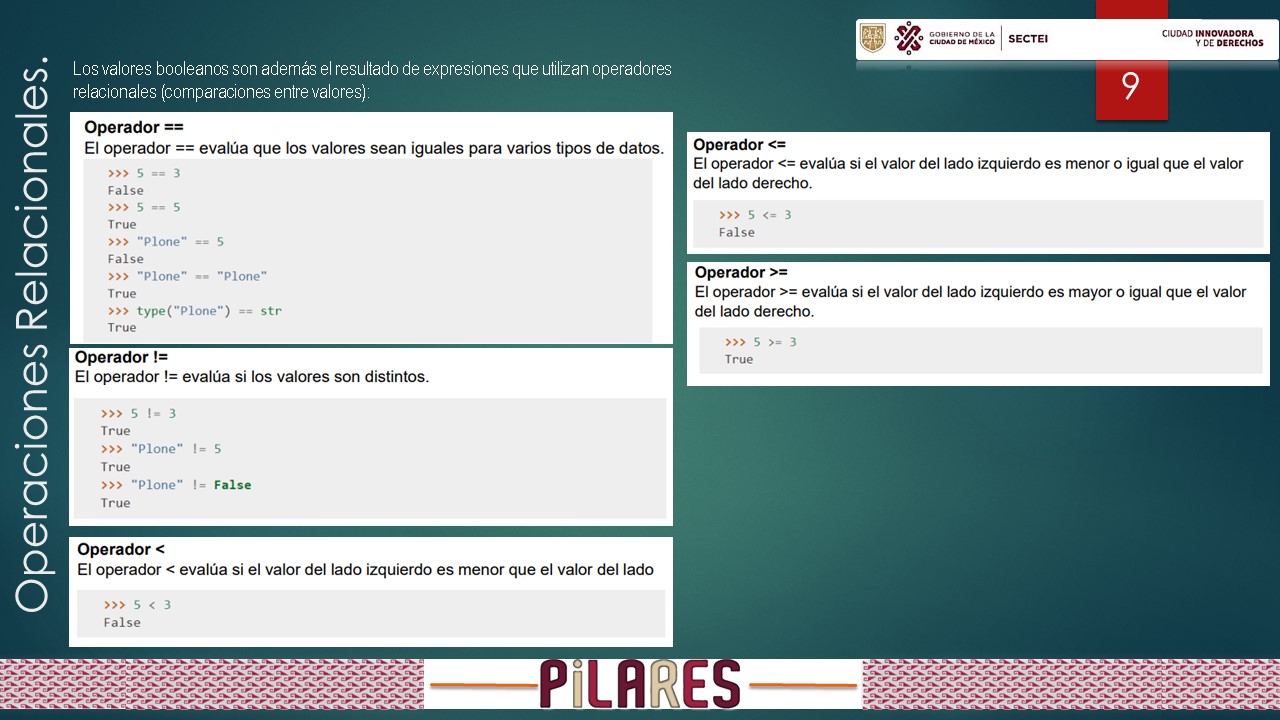 Operaciones Relacionales.
Los valores booleanos son además el resultado de expresiones que utilizan operadores
relacionales (comparaciones entre valores):
Operador ==
El operador == evalúa que los valores sean iguales para varios tipos de datos.
>>> 5 == 3
False
>>> 5 == 5
True
>>> "Plone" == 5
False
>>> "Plone" == "Plone"
True
>>> type("Plone") == str
True
Operador !=
El operador != evalúa si los valores son distintos.
>>> 5 != 3
True
>>> "Plone" != 5
True
>>> "Plone" != False
True
Operador <
El operador < evalúa si el valor del lado izquierdo es menor que el valor del lado
>>> 5 < 3
False
GOBIERNO DE LA
CIUDAD DE MÉXICO
SECTEI
CIUDAD INNOVADORA
Y DE DERECHOS
9
Operador <=
El operador <= evalúa si el valor del lado izquierdo es menor o igual que el valor
del lado derecho.
>>> 5 <= 3
False
Operador >=
El operador >= evalúa si el valor del lado izquierdo es mayor o igual que el valor
del lado derecho.
>>> 5 >= 3
True
PiLARES